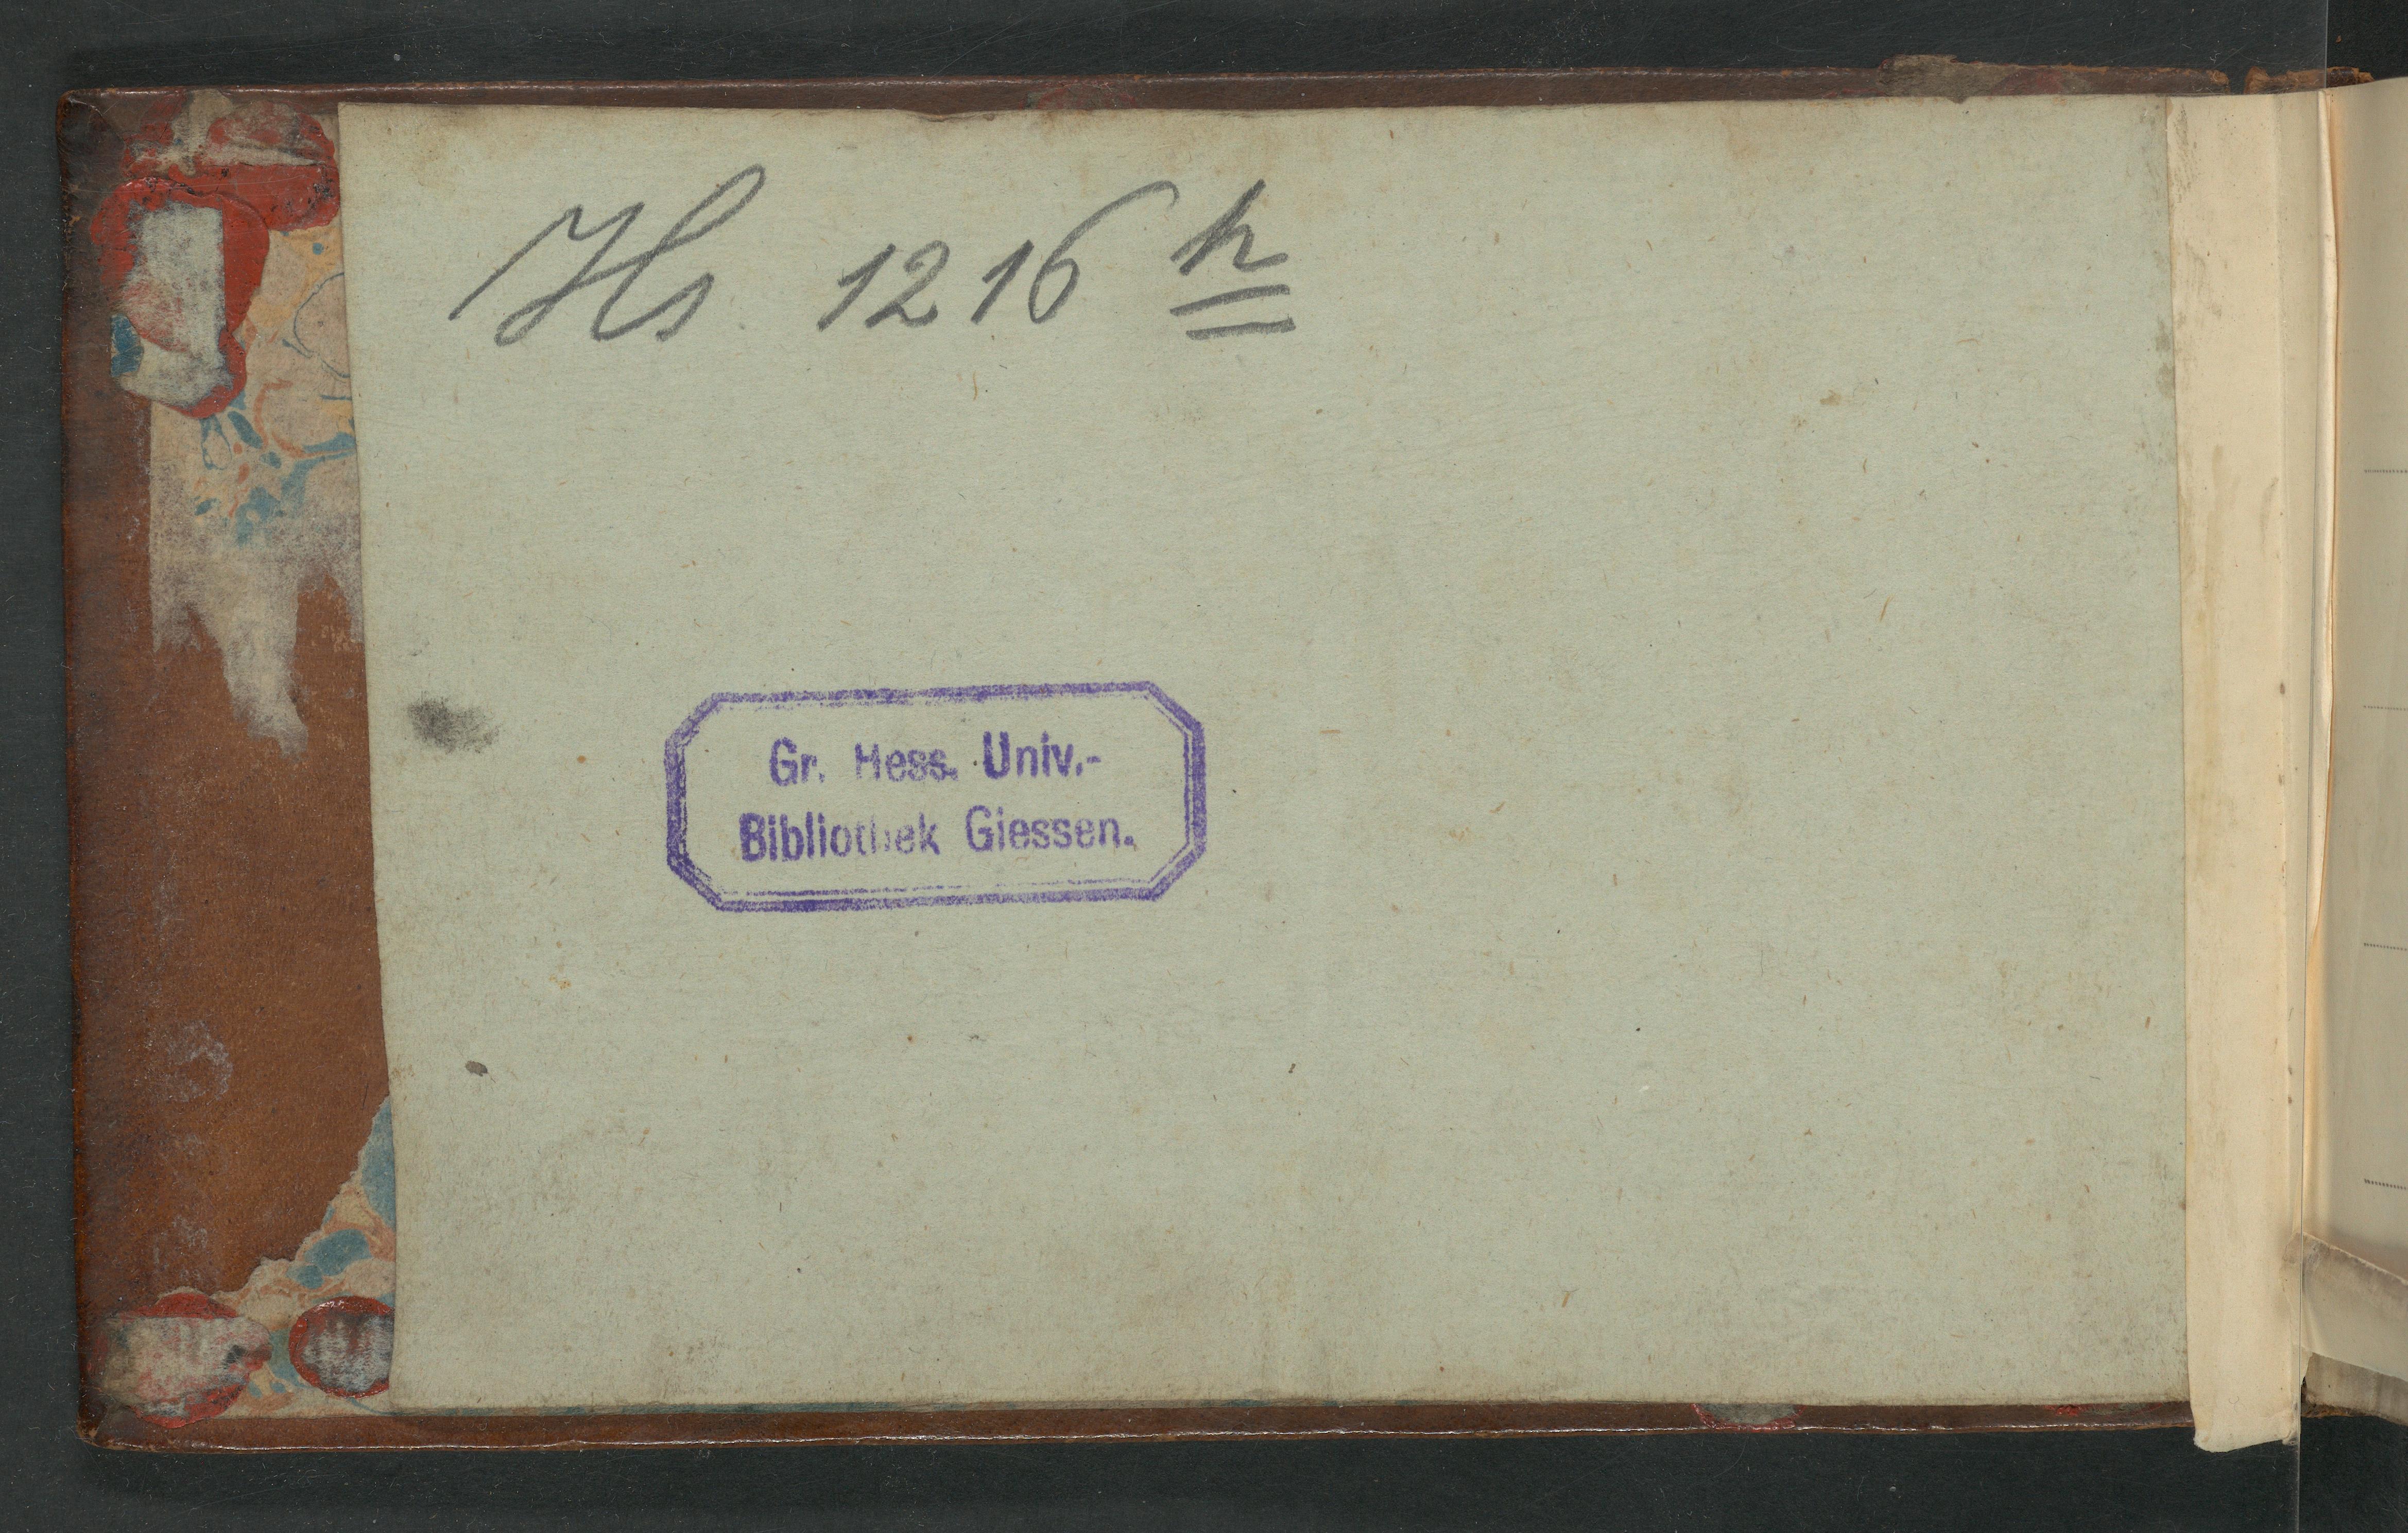 Hs 1216 h
Gr. Hess. Univ.-
Bibliothek Giessen.